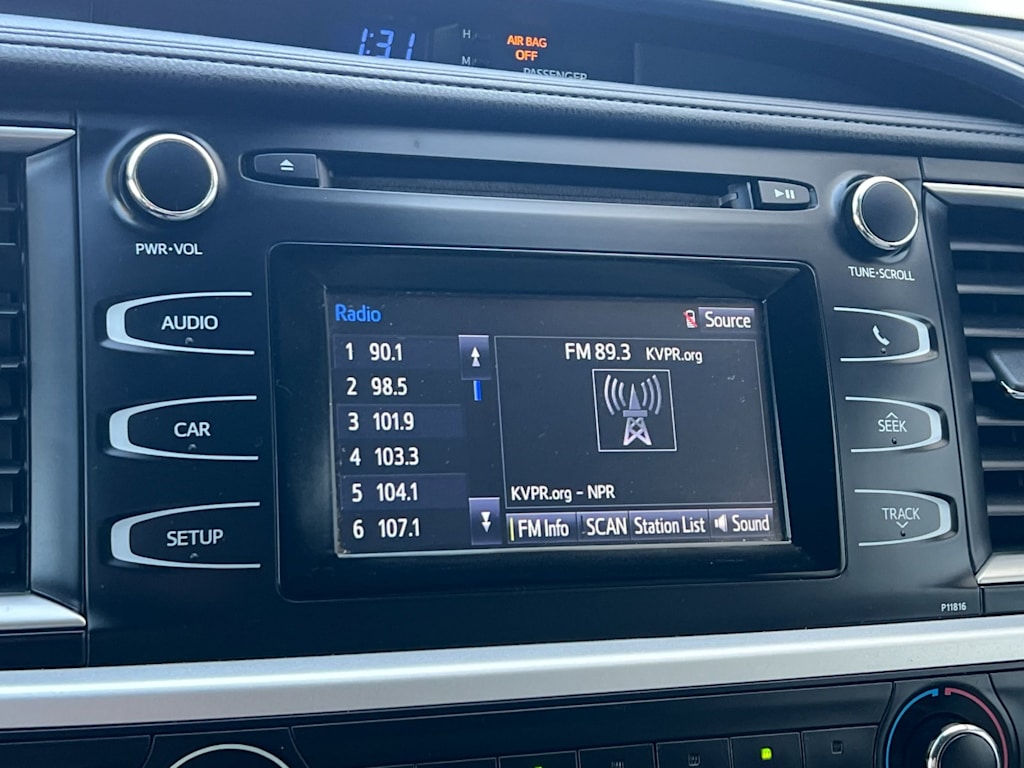 1:31
H
M
AIR BAG
OFF
PASSENGER
PWR•VOL
TUNE•SCROLL
AUDIO
CAR
SETUP
Radio
Source
1 90.1
2 98.5
3 101.9
4 103.3
5 104.1
6 107.1
FM 89.3 KVPR.org
KVPR.org - NPR
FM Info SCAN Station List Sound
SEEK
TRACK
P11816